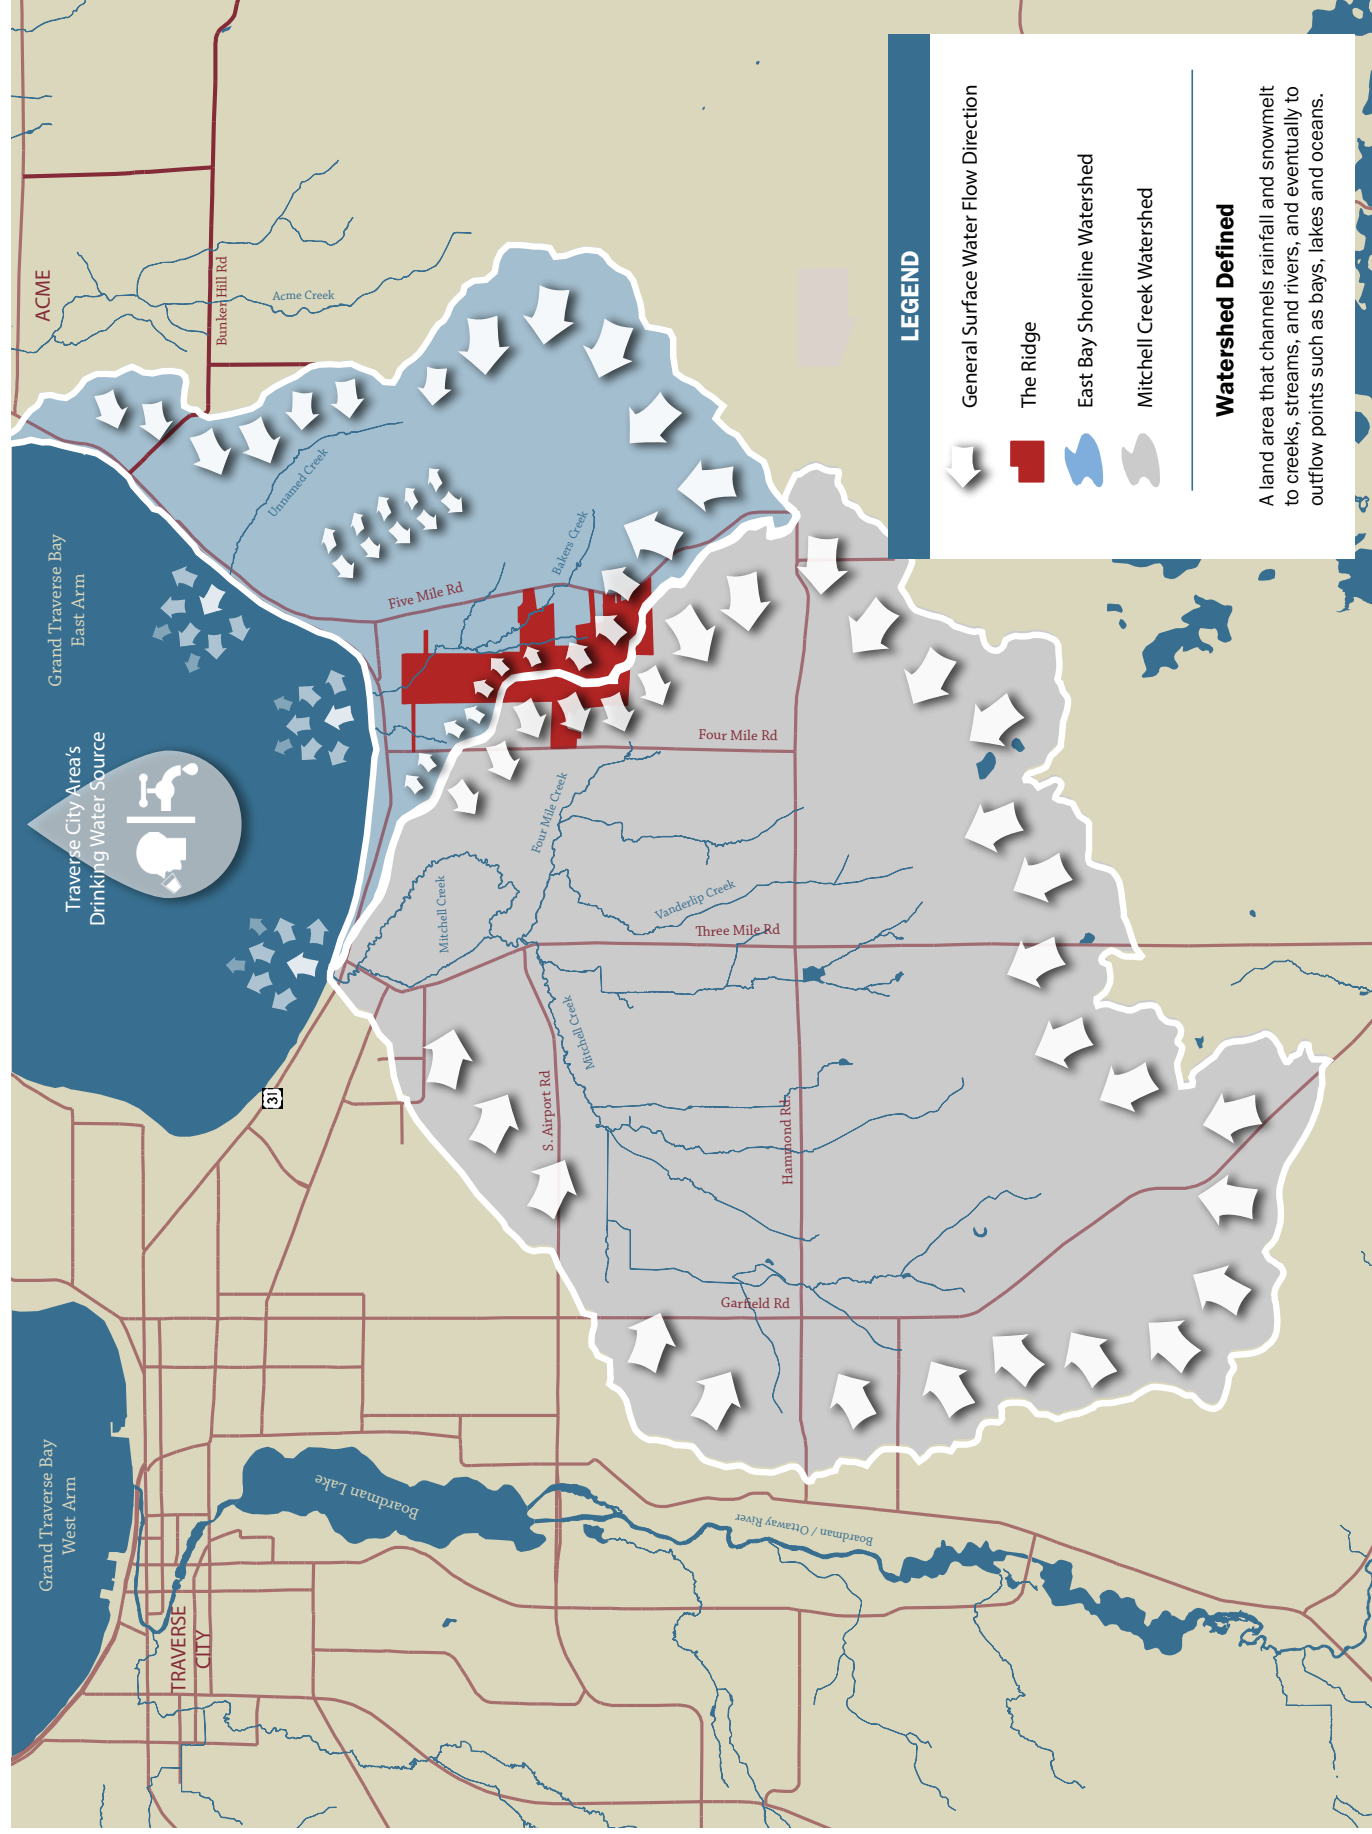 Grand Traverse Bay
West Arm
TRAVERSE
CITY
Boardman Lake
Boardman / Ottaway River
31
Traverse City Area's
Drinking Water Source
Grand Traverse Bay
East Arm
ACME
Bunker Hill Rd
Acme Creek
Unnamed Creek
Bakers Creek
Five Mile Rd
Four Mile Rd
Four Mile Creek
Mitchell Creek
Vanderlip Creek
Three Mile Rd
Mitchell Creek
S. Airport Rd
Hammond Rd
Garfield Rd
LEGEND
General Surface Water Flow Direction
The Ridge
East Bay Shoreline Watershed
Mitchell Creek Watershed
Watershed Defined
A land area that channels rainfall and snowmelt
to creeks, streams, and rivers, and eventually to
outflow points such as bays, lakes and oceans.